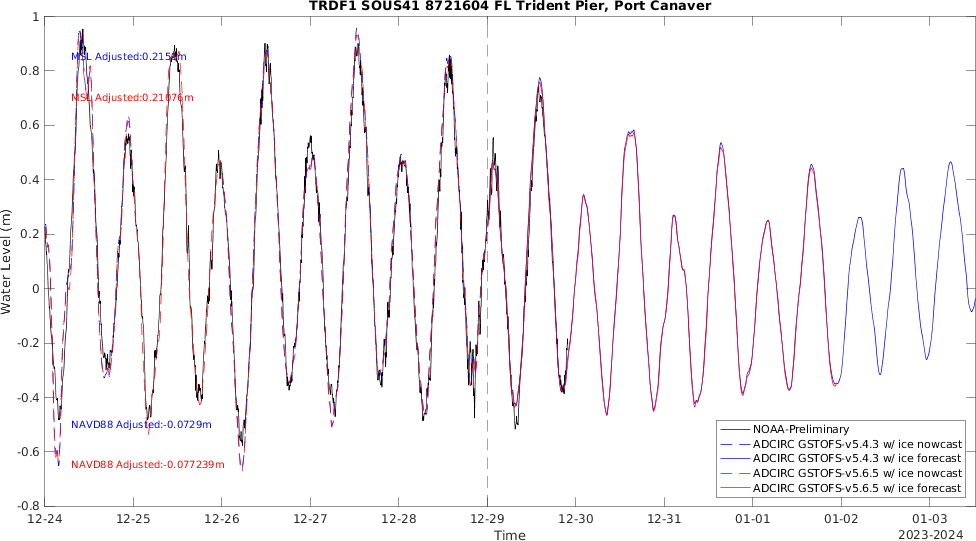 TRDF1 SOUS41 8721604 FL Trident Pier, Port Canaver
1
0.8
0.6
0.4
0.2
0
-0.2
-0.4
-0.6
-0.8
Water Level (m)
MSL Adjusted:
MSL Adjusted:0.21076m
NAVD88 Adjusted:-0.0729m
NAVD88 Adjusted:-0.077239m
NOAA-Preliminary
ADCIRC GSTOFS-v5.4.3 w/ ice nowcast
ADCIRC GSTOFS-v5.4.3 w/ ice forecast
ADCIRC GSTOFS-v5.6.5 w/ ice nowcast
ADCIRC GSTOFS-v5.6.5 w/ ice forecast
12-24 12-25 12-26 12-27 12-28 12-29 12-30 12-31 01-01 01-02 01-03
Time
2023-2024